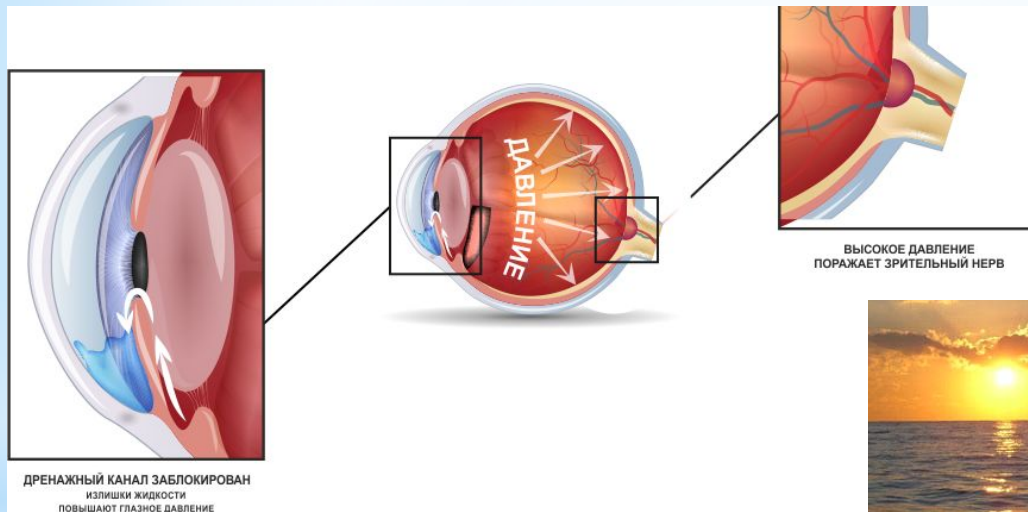 ДАВЛЕНИЕ
ВЫСОКОЕ ДАВЛЕНИЕ
ПОРАЖАЕТ ЗРИТЕЛЬНЫЙ НЕРВ
ДРЕНАЖНЫЙ КАНАЛ ЗАБЛОКИРОВАН
ИЗЛИШКИ ЖИДКОСТИ
ПОВЫШАЮТ ГЛАЗНОЕ ДАВЛЕНИЕ